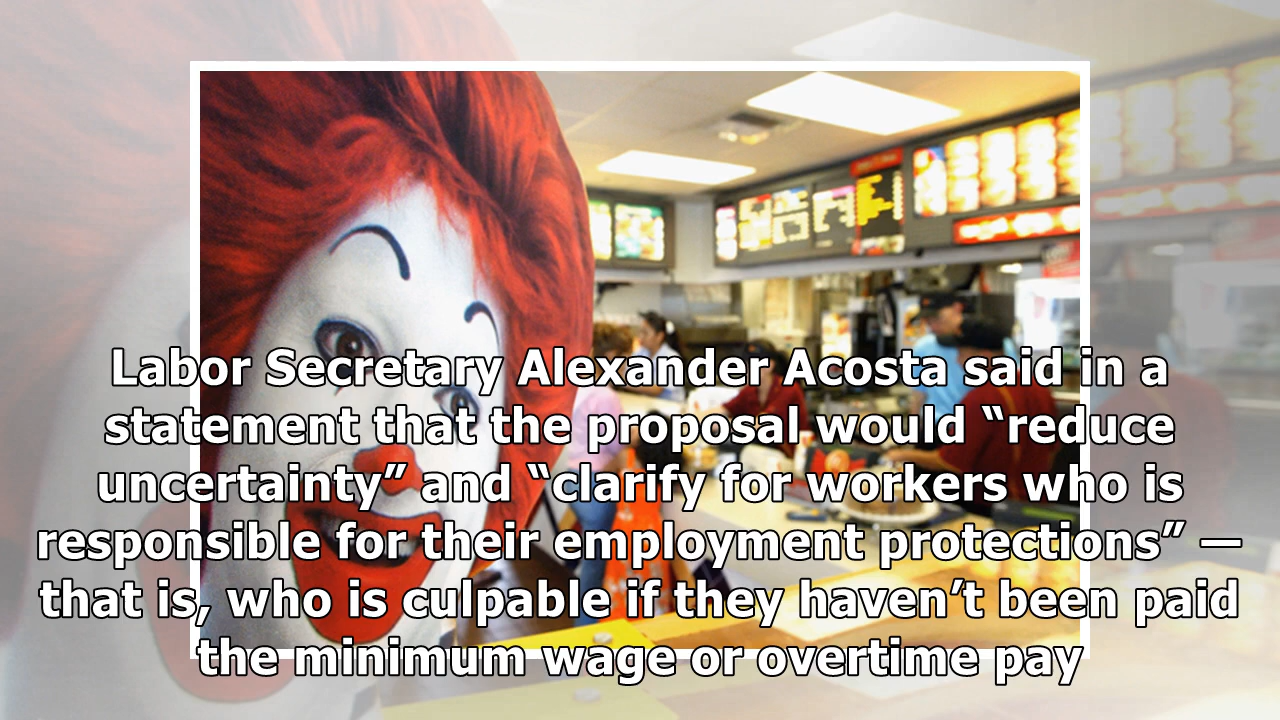 Labor Secretary Alexander Acosta said in a
statement that the proposal would “reduce
uncertainty” and “clarify for workers who is
responsible for their employment protections” —
that is, who is culpable if they haven’t been paid
the minimum wage or overtime pay